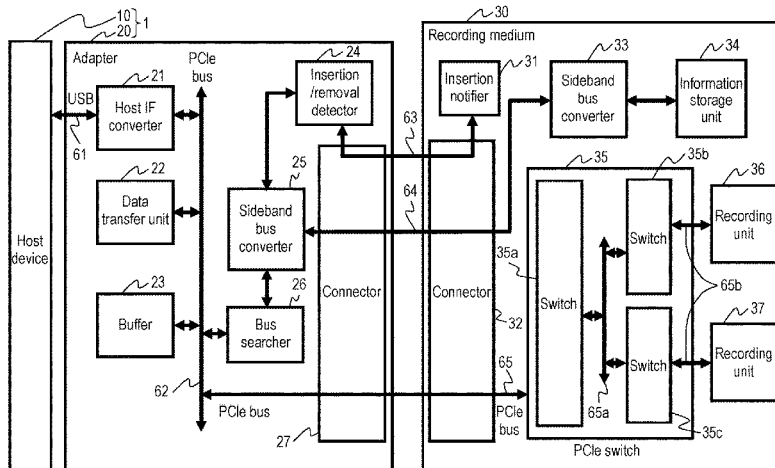 10
1
20
Adapter
Host
device
USB
61
21
Host IF
converter
PCIe
bus
22
Data
transfer unit
23
Buffer
62
24
Insertion
/removal
detector
25
Sideband
bus
converter
26
Bus
searcher
Connector
27
PCIe bus
63
64
30
Recording medium
31
Insertion
notifier
Connector
32
33
Sideband
bus
converter
34
Information
storage
unit
65
PCIe
bus
35
35a
Switch
65a
35b
Switch
Switch
35c
PCIe switch
65b
36
Recording
unit
37
Recording
unit